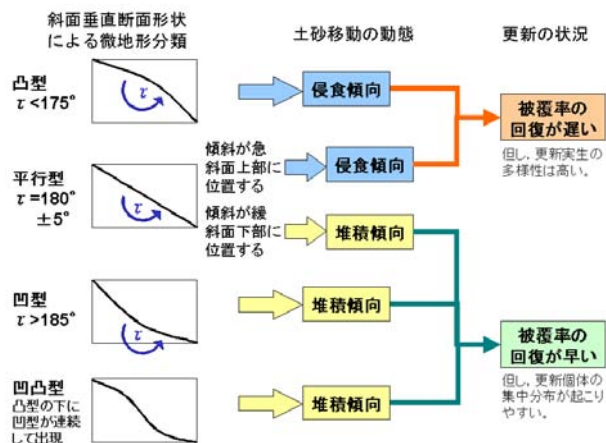 斜面垂直断面形状
による微地形分類
土砂移動の動態
更新の状況
凸型
τ<175°
τ
侵食傾向
被覆率の
回復が遅い
但し、更新実生の
多様性は高い。
平行型
τ=180°
±5°
τ
傾斜が急
斜面上部に
位置する
侵食傾向
傾斜が緩
斜面下部に
位置する
堆積傾向
凹型
τ>185°
τ
堆積傾向
被覆率の
回復が早い
但し、更新個体の
集中分布が起こり
やすい。
凹凸型
凸型の下に
凹型が連続
して出現
堆積傾向